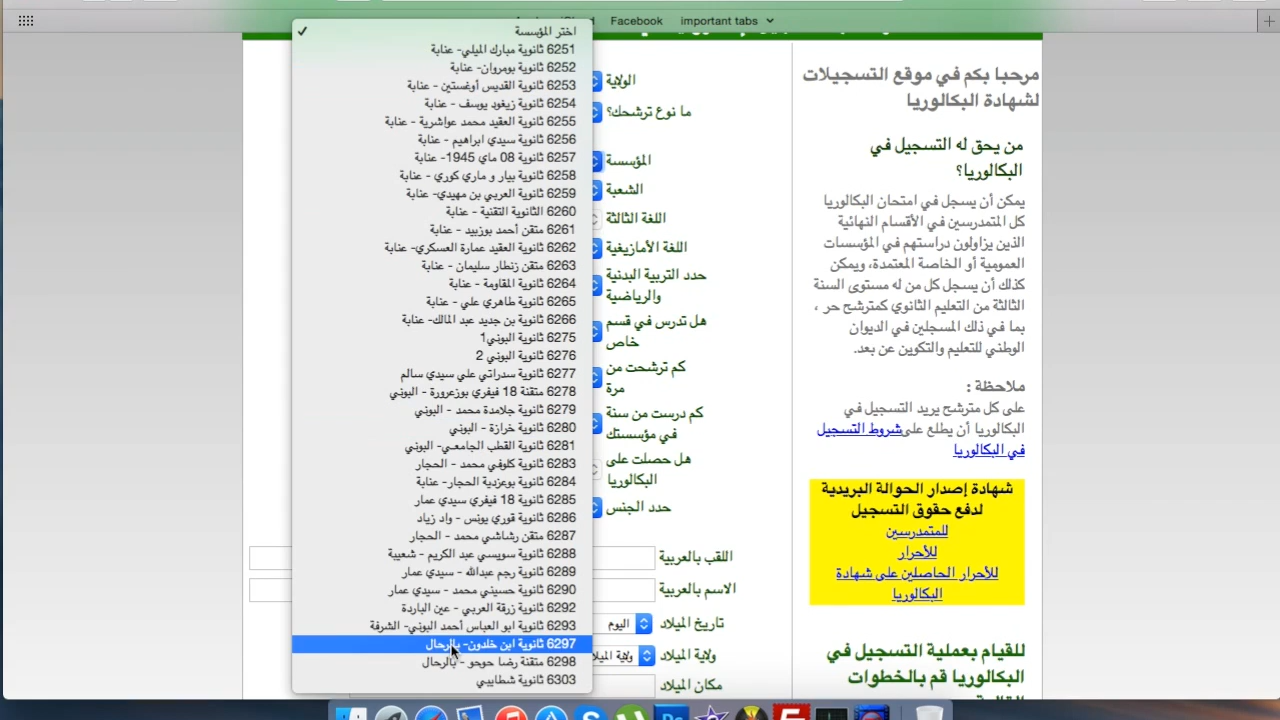 Facebook
important tabs
اختر المؤسسة
6251 ثانوية مبارك الميلي- عنابة
6252 ثانوية بومروان- عنابة
6253 ثانوية القديس أوغستين - عنابة
6254 ثانوية زيغود يوسف - عنابة
6255 ثانوية العقيد محمد عواشرية - عنابة
6256 ثانوية سيدي ابراهيم - عنابة
6257 ثانوية 08 ماي 1945- عنابة
6258 ثانوية بيار و ماري كوري - عنابة
6259 ثانوية العربي بن مهيدي- عنابة
6260 الثانوية التقنية - عنابة
6261 متقن أحمد بوزبيد - عنابة
6262 ثانوية العقيد عمارة العسكري- عنابة
6263 متقن زنطار سليمان - عنابة
6264 ثانوية المقاومة - عنابة
6265 ثانوية طاهري علي - عنابة
6266 ثانوية بن جديد عبد المالك- عنابة
6275 ثانوية البوني1
6276 ثانوية البوني 2
6277 ثانوية سدراتي علي سيدي سالم
6278 متقنة 18 فيفري بوزعرورة - البوني
6279 ثانوية جلامدة محمد - البوني
6280 ثانوية خرازة - البوني
6281 ثانوية القطب الجامعي- البوني
6283 ثانوية كلوفي محمد - الحجار
6284 ثانوية بوعزدية الحجار- عنابة
6285 ثانوية 18 فيفري سيدي عمار
6286 ثانوية قوري يونس - واد زياد
6287 متقن رشاشي محمد - الحجار
6288 ثانوية سويسي عبد الكريم - شعيبة
6289 ثانوية رجم عبدالله - سيدي عمار
6290 ثانوية حسيني محمد - سيدي عمار
6292 ثانوية زرقة العربي - عين الباردة
6293 ثانوية ابو العباس أحمد البوني- الشرفة
6297 ثانوية ابن خلدون- بالرحال
6298 متقنة رضا حوحو - بالرحال
6303 ثانوية شطايبي
الولاية
ما نوع ترشحك؟
المؤسسة
الشعبة
اللغة الثالثة
اللغة الأمازيغية
حدد التربية البدنية
والرياضية
هل تدرس في قسم
خاص
كم ترشحت من
مرة
كم درست من سنة
في مؤسستك
هل حصلت على
البكالوريا
حدد الجنس
اللقب بالعربية
الاسم بالعربية
تاريخ الميلاد
اليوم
ولاية الميلاد
مكان الميلاد
مرحبا بكم في موقع التسجيلات
لشهادة البكالوريا
من يحق له التسجيل في
البكالوريا؟
يمكن أن يسجل في امتحان البكالوريا
كل المتمدرسين في الأقسام النهائية
الذين يزاولون دراستهم في المؤسسات
العمومية أو الخاصة المعتمدة، ويمكن
كذلك أن يسجل كل من له مستوى السنة
الثالثة من التعليم الثانوي كمترشح حر ،
بما في ذلك المسجلين في الديوان
الوطني للتعليم والتكوين عن بعد.
ملاحظة :
على كل مترشح يريد التسجيل في
البكالوريا أن يطلع على شروط التسجيل
في البكالوريا
شهادة إصدار الحوالة البريدية
لدفع حقوق التسجيل
للمتمدرسين
للأحرار
للأحرار الحاصلين على شهادة
البكالوريا
للقيام بعملية التسجيل في
البكالوريا قم بالخطوات